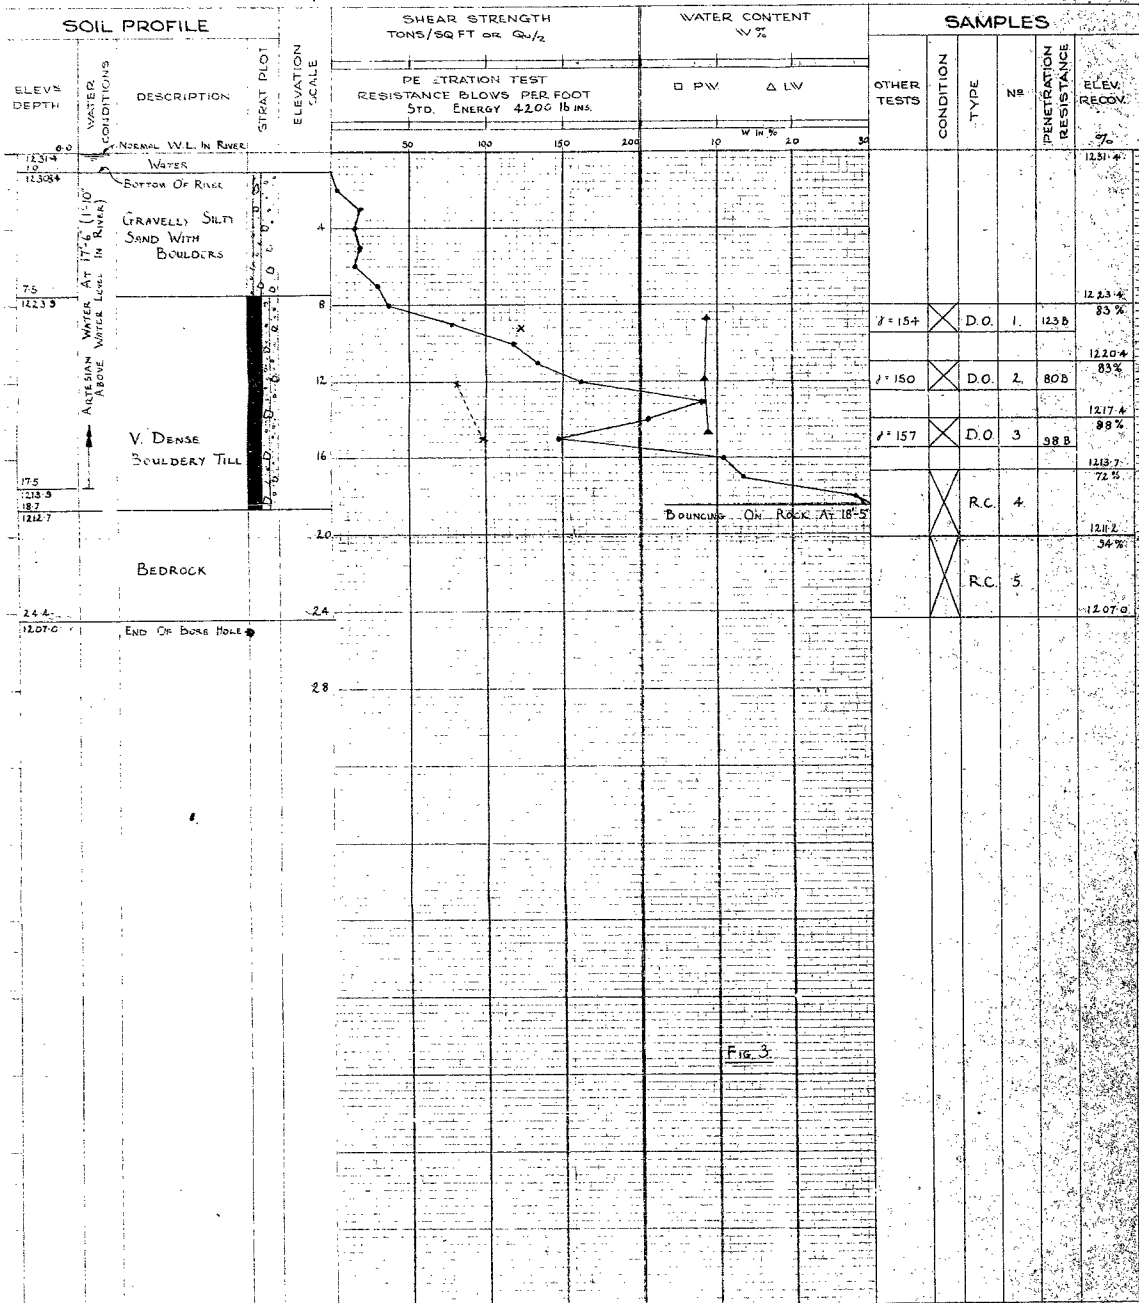 SOIL PROFILE
SHEAR STRENGTH
TONS/SQ FT OR Qu/2
WATER CONTENT
W %
SAMPLES
ELEVS
DEPTH
WATER
CONDITIONS
DESCRIPTION
STRAT PLOT
ELEVATION
SCALE
PE TRATION TEST
RESISTANCE BLOWS PER FOOT
STD. ENERGY 4200 lb INS.
□ PW
Δ LW
OTHER
TESTS
CONDITION
TYPE
Nº
PENETRATION
RESISTANCE
ELEV.
RECOV.
%
W IN %
50
100
150
200
10
20
30
0.0
NORMAL W.L. IN RIVER
1231.4
WATER
1.0
1230.4
BOTTOM OF RIVER
GRAVELLY SILTY
SAND WITH
BOULDERS
7.5
1223.9
ARTESIAN WATER AT 17'-6" (1'-10"
ABOVE WATER LEVEL IN RIVER)
V. DENSE
BOULDERY TILL
17.5
1213.9
18.7
1212.7
BEDROCK
24.4
1207.0
END OF BORE HOLE
4
8
12
16
20
24
28
BOUNCING ON ROCK AT 18'-5"
1231.4
1223.4
γ = 154
D.O.
1.
123 B
83%
1220.4
γ = 150
D.O.
2.
80 B
83%
1217.4
γ = 157
D.O.
3
98 B
88%
1213.7
R.C.
4.
72%
1211.2
R.C.
5.
94%
1207.0
FIG. 3.